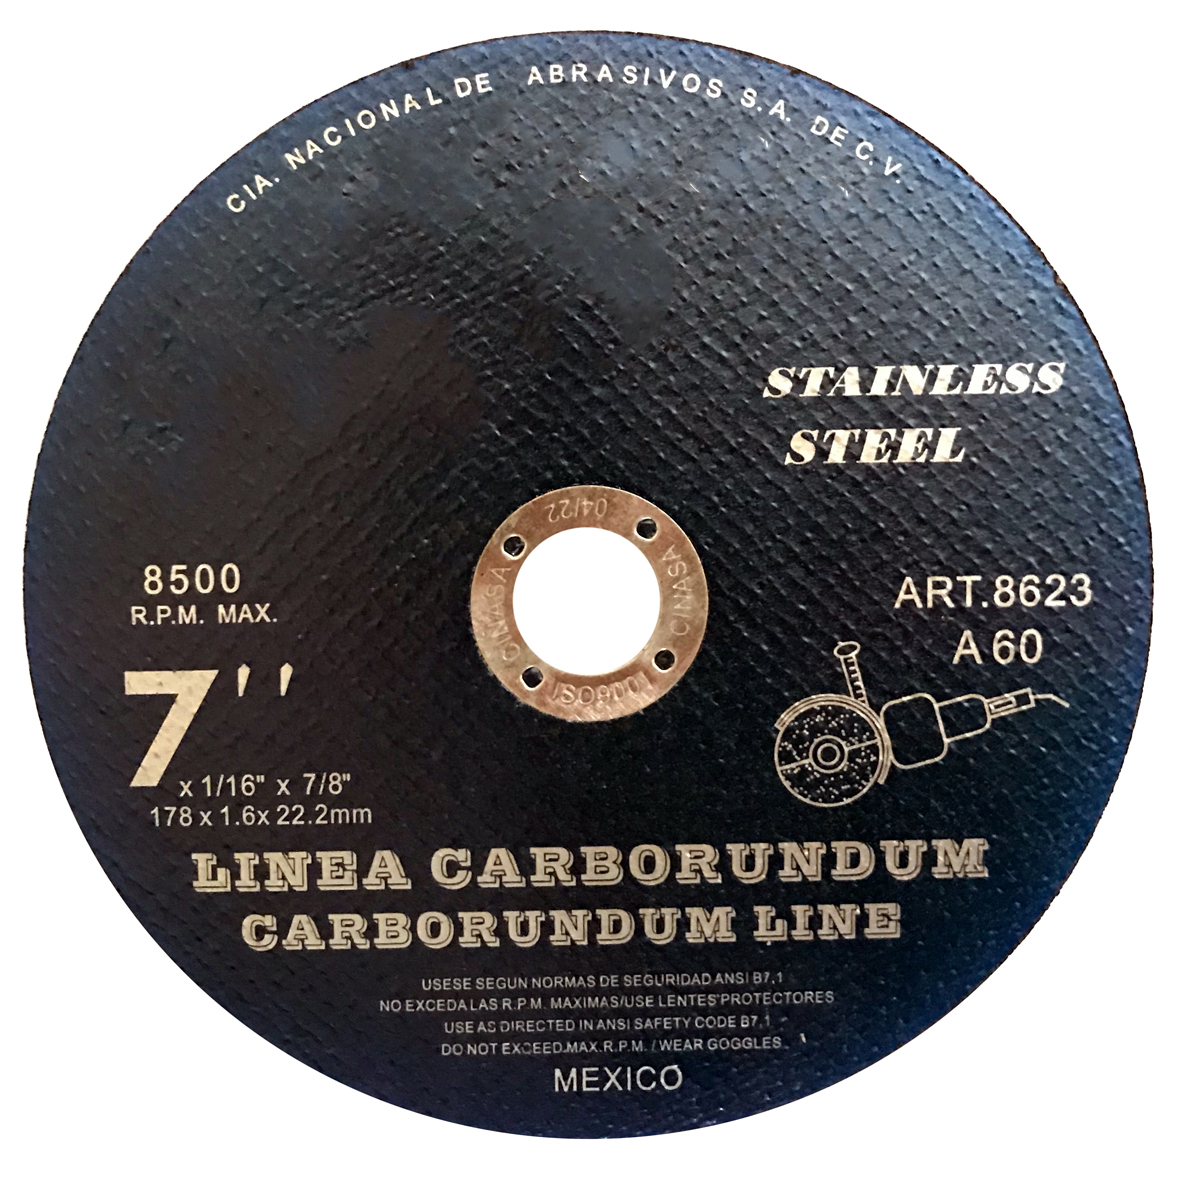 CIA. NACIONAL DE ABRASIVOS S.A. DE C.V.
STAINLESS
STEEL
04/22
CINASA
CINASA
ISO9001
8500
R.P.M. MAX.
ART.8623
A 60
7''
x 1/16" x 7/8"
178 x 1.6x 22.2mm
LINEA CARBORUNDUM
CARBORUNDUM LINE
USESE SEGUN NORMAS DE SEGURIDAD ANSI B7.1
NO EXCEDA LAS R.P.M. MAXIMAS/USE LENTES PROTECTORES
USE AS DIRECTED IN ANSI SAFETY CODE B7.1
DO NOT EXCEED.MAX.R.P.M. / WEAR GOGGLES.
MEXICO